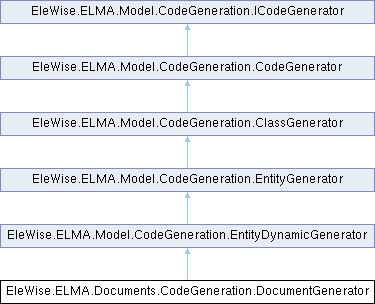 EleWise.ELMA.Model.CodeGeneration.ICodeGenerator
EleWise.ELMA.Model.CodeGeneration.CodeGenerator
EleWise.ELMA.Model.CodeGeneration.ClassGenerator
EleWise.ELMA.Model.CodeGeneration.EntityGenerator
EleWise.ELMA.Model.CodeGeneration.EntityDynamicGenerator
EleWise.ELMA.Documents.CodeGeneration.DocumentGenerator